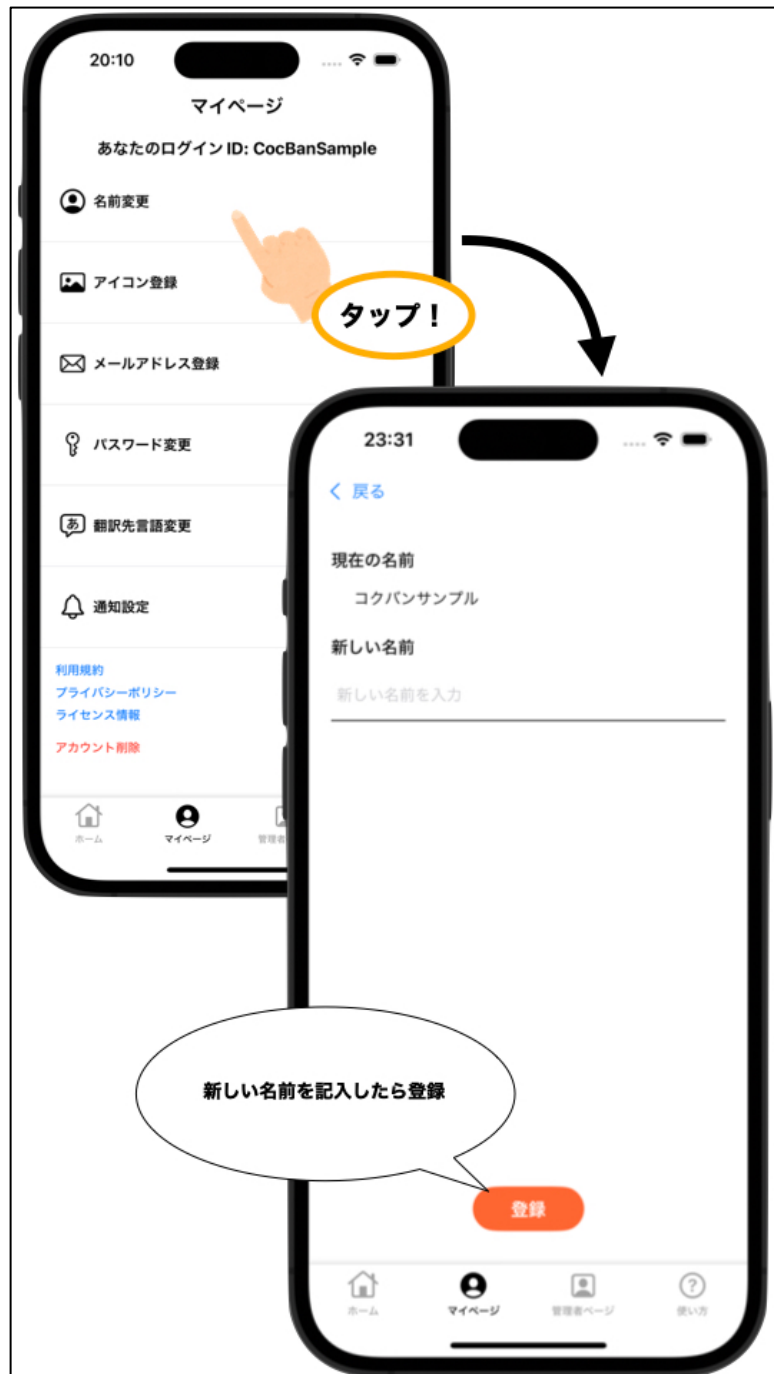 20:10
マイページ
あなたのログイン ID: CocBanSample
名前変更
アイコン登録
タップ！
メールアドレス登録
パスワード変更
あ 翻訳先言語変更
通知設定
利用規約
プライバシーポリシー
ライセンス情報
アカウント削除
ホーム マイページ 管理者
23:31
戻る
現在の名前
コクバンサンプル
新しい名前
新しい名前を入力
新しい名前を記入したら登録
登録
ホーム マイページ 管理者ページ ? 使い方